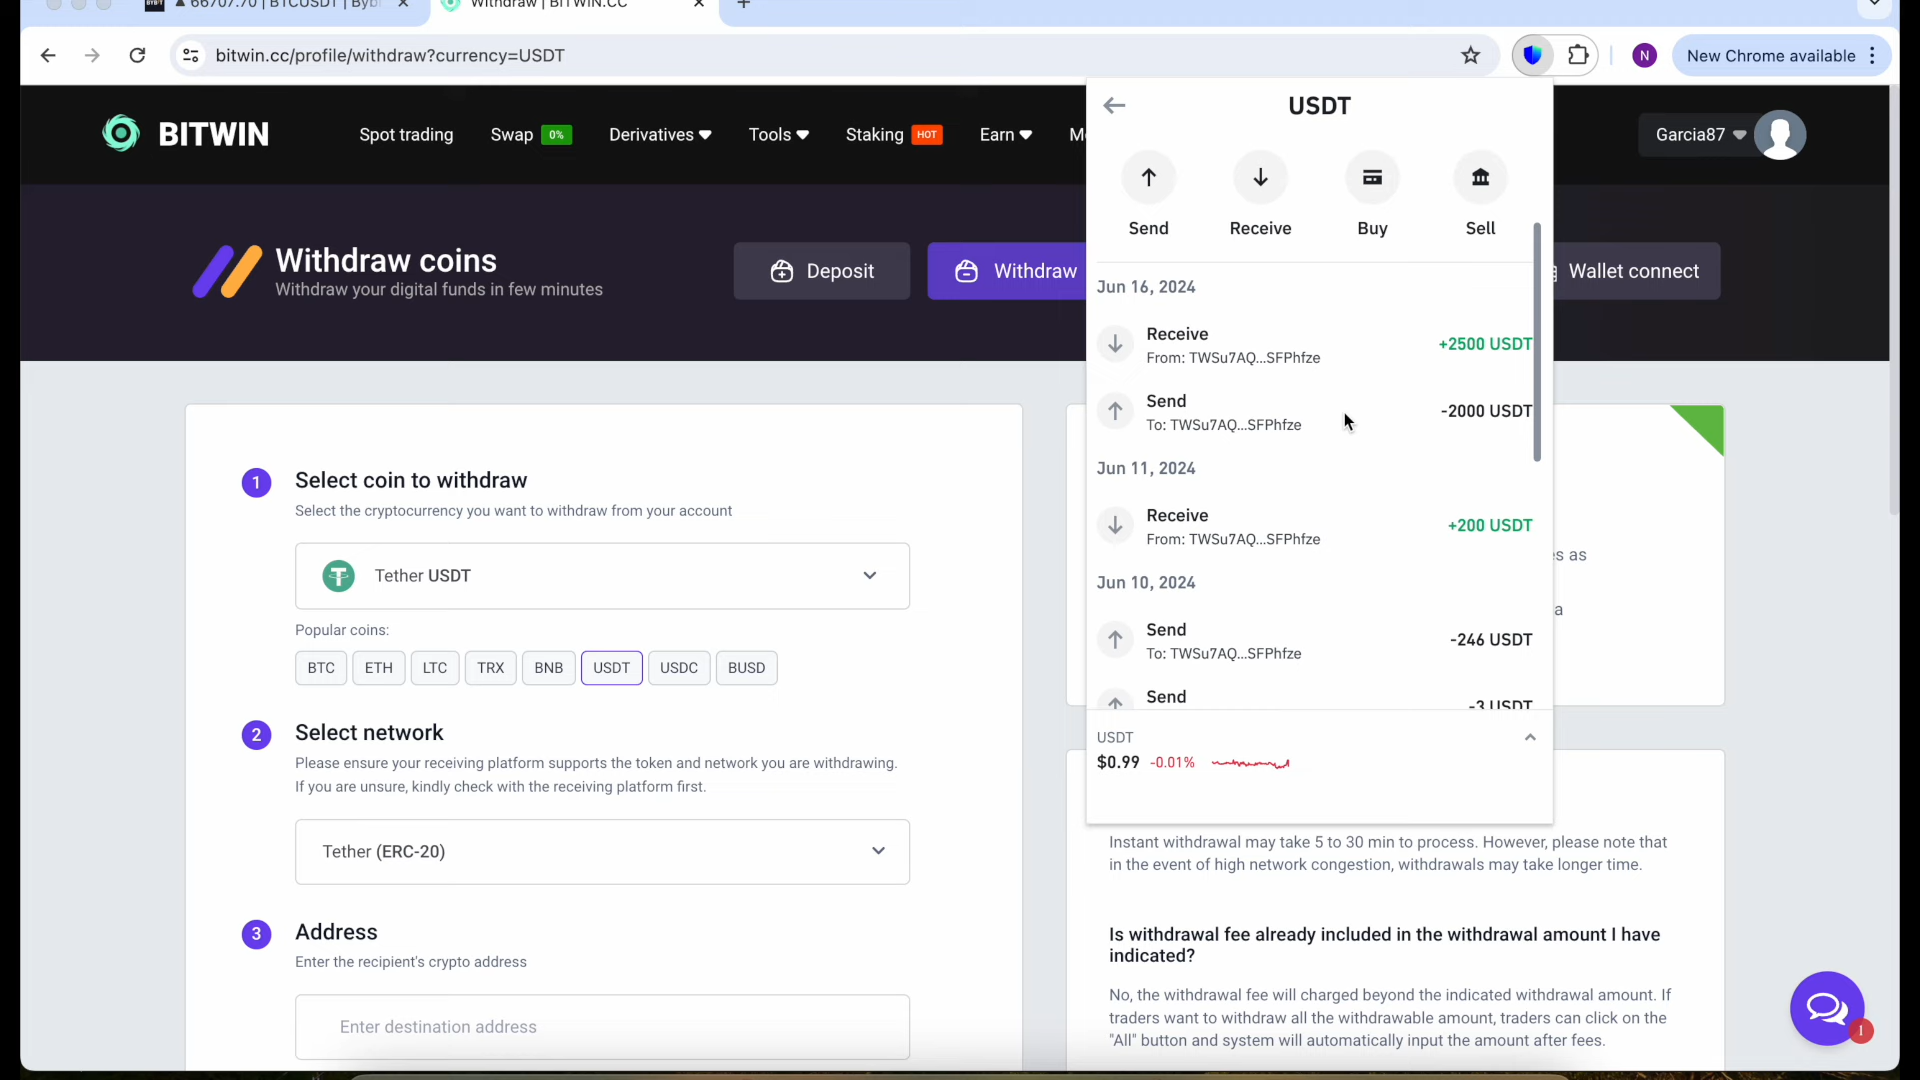 66707.70 | BTCUSDT | Byb
Withdraw | BITWIN.CC
bitwin.cc/profile/withdraw?currency=USDT
N
New Chrome available
BITWIN
Spot trading
Swap 0%
Derivatives
Tools
Staking HOT
Earn
Garcia87
Withdraw coins
Withdraw your digital funds in few minutes
Deposit
Withdraw
Wallet connect
USDT
Send
Receive
Buy
Sell
Jun 16, 2024
Receive
From: TWSu7AQ...SFPhfze
+2500 USDT
Send
To: TWSu7AQ...SFPhfze
-2000 USDT
Jun 11, 2024
Receive
From: TWSu7AQ...SFPhfze
+200 USDT
Jun 10, 2024
Send
To: TWSu7AQ...SFPhfze
-246 USDT
Send
-3 USDT
USDT
$0.99 -0.01%
1
Select coin to withdraw
Select the cryptocurrency you want to withdraw from your account
Tether USDT
Popular coins:
BTC ETH LTC TRX BNB USDT USDC BUSD
2
Select network
Please ensure your receiving platform supports the token and network you are withdrawing.
If you are unsure, kindly check with the receiving platform first.
Tether (ERC-20)
3
Address
Enter the recipient's crypto address
Enter destination address
s as
a
Instant withdrawal may take 5 to 30 min to process. However, please note that
in the event of high network congestion, withdrawals may take longer time.
Is withdrawal fee already included in the withdrawal amount I have
indicated?
No, the withdrawal fee will charged beyond the indicated withdrawal amount. If
traders want to withdraw all the withdrawable amount, traders can click on the
"All" button and system will automatically input the amount after fees.
1